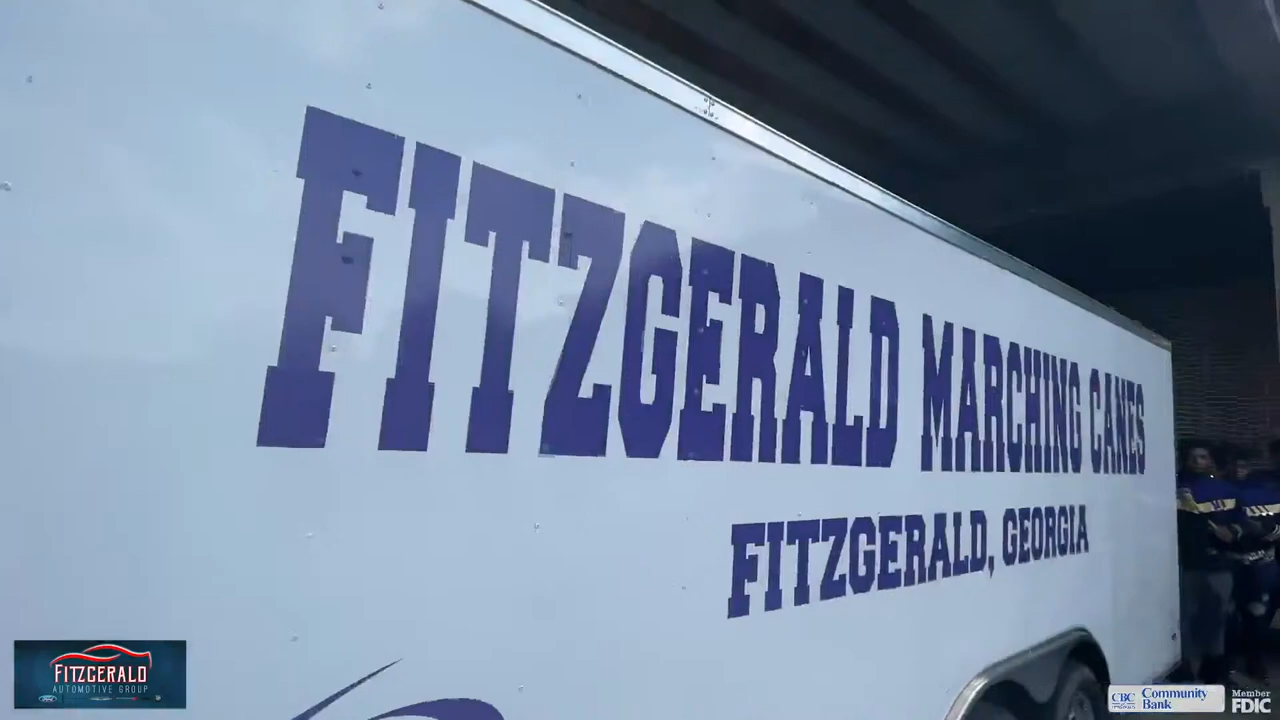 FITZGERALD MARCHING CANES
FITZGERALD, GEORGIA
FITZGERALD
AUTOMOTIVE GROUP
CBC
Community
Bank
Member
FDIC